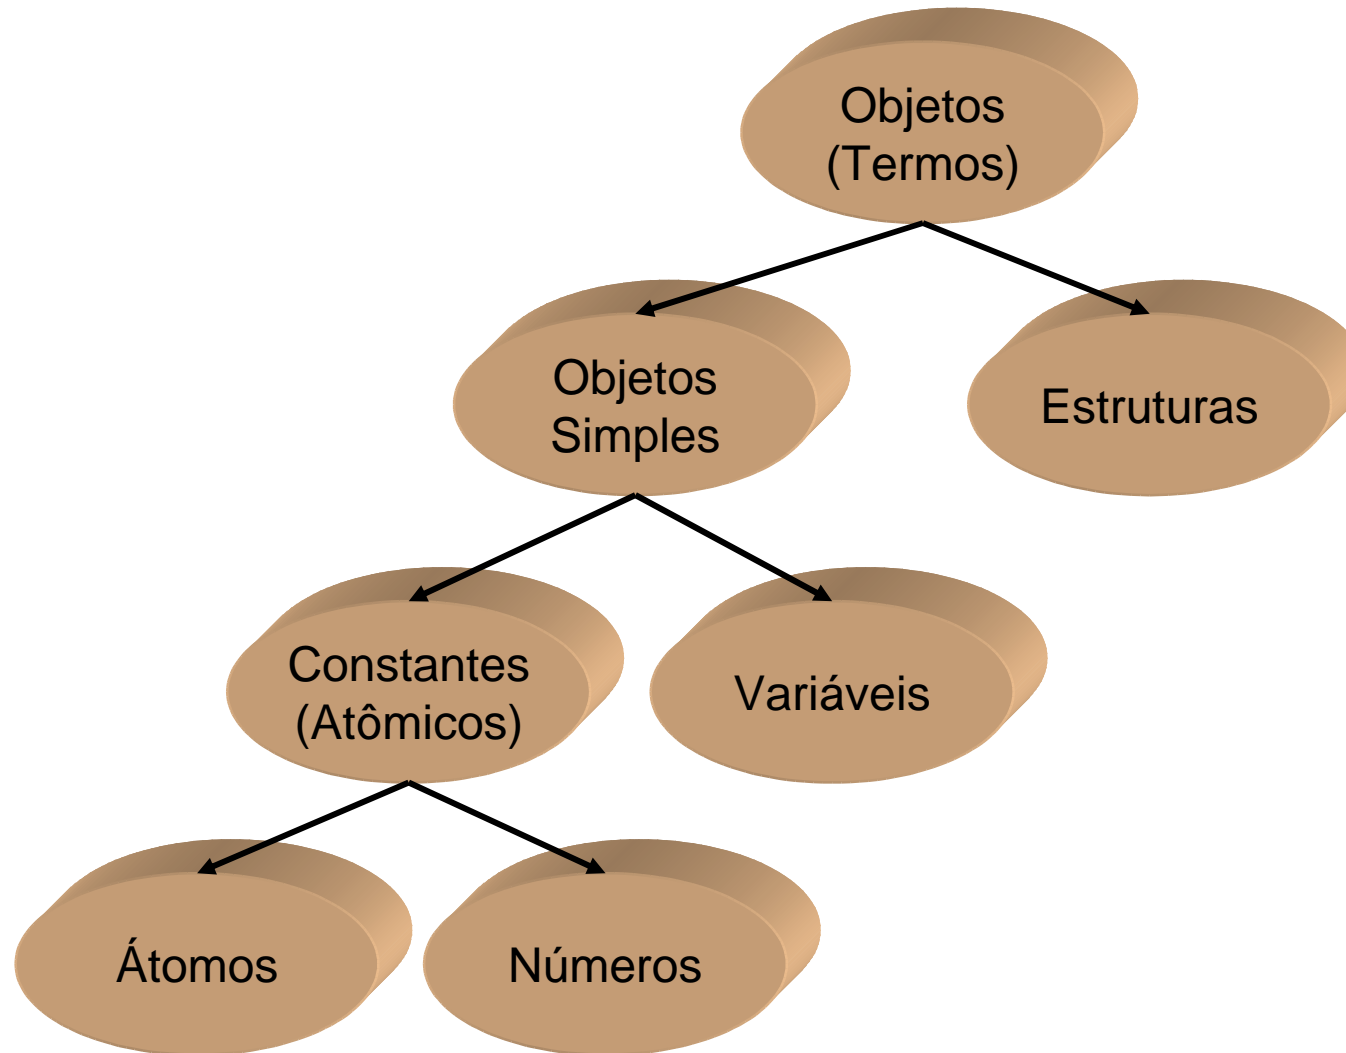 Objetos
(Termos)
Objetos
Simples
Estruturas
Constantes
(Atômicos)
Variáveis
Átomos
Números